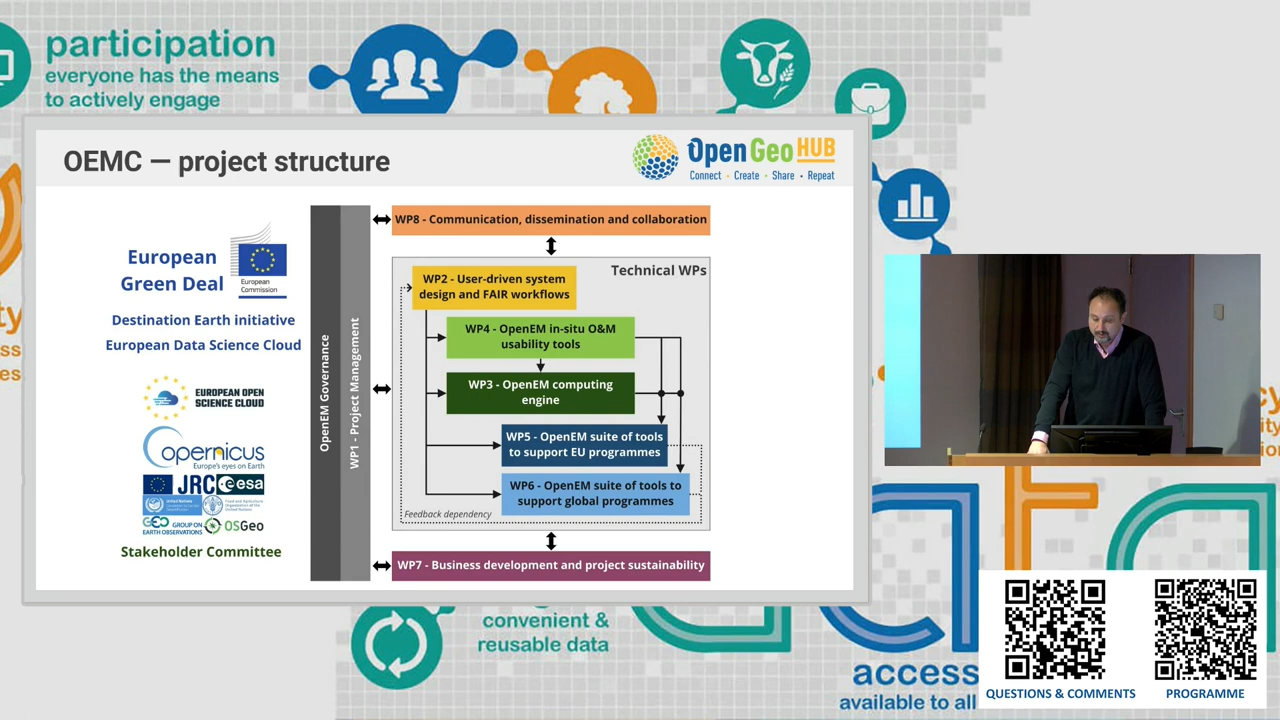 participation
everyone has the means
to actively engage
OEMC — project structure
OpenGeoHUB
Connect · Create · Share · Repeat
European
Green Deal
European
Commission
Destination Earth initiative
European Data Science Cloud
EUROPEAN OPEN
SCIENCE CLOUD
opernicus
Europe's eyes on Earth
JRC
esa
GEO GROUP ON
EARTH OBSERVATIONS
OSGeo
Stakeholder Committee
OpenEM Governance
WP1 - Project Management
WP8 - Communication, dissemination and collaboration
Technical WPs
WP2 - User-driven system
design and FAIR workflows
WP4 - OpenEM in-situ O&M
usability tools
WP3 - OpenEM computing
engine
WP5 - OpenEM suite of tools
to support EU programmes
WP6 - OpenEM suite of tools to
support global programmes
Feedback dependency
WP7 - Business development and project sustainability
convenient &
reusable data
access
available to all
QUESTIONS & COMMENTS
PROGRAMME